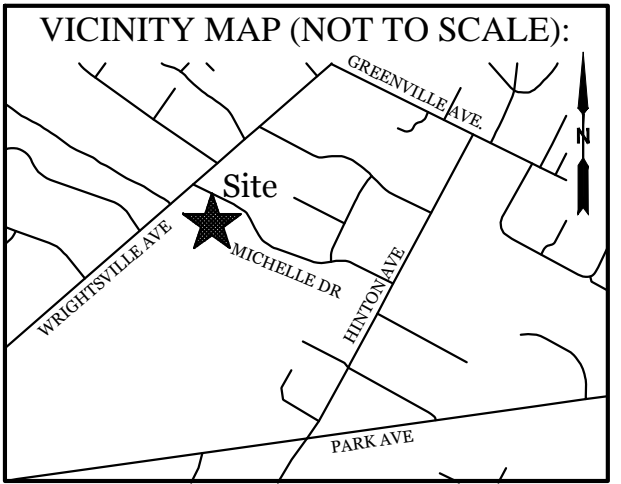 VICINITY MAP (NOT TO SCALE):
GREENVILLE AVE.
N
Site
WRIGHTSVILLE AVE
MICHELLE DR
HINTON AVE
PARK AVE